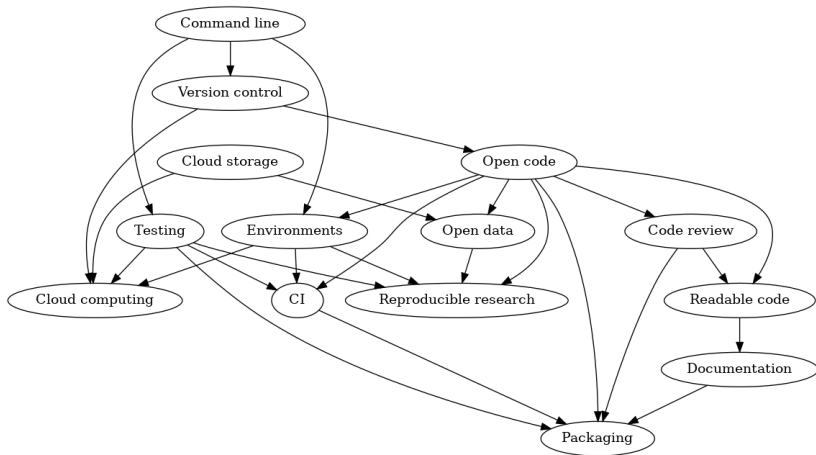 Command line
Version control
Cloud storage
Open code
Testing
Environments
Open data
Code review
Cloud computing
CI
Reproducible research
Readable code
Documentation
Packaging